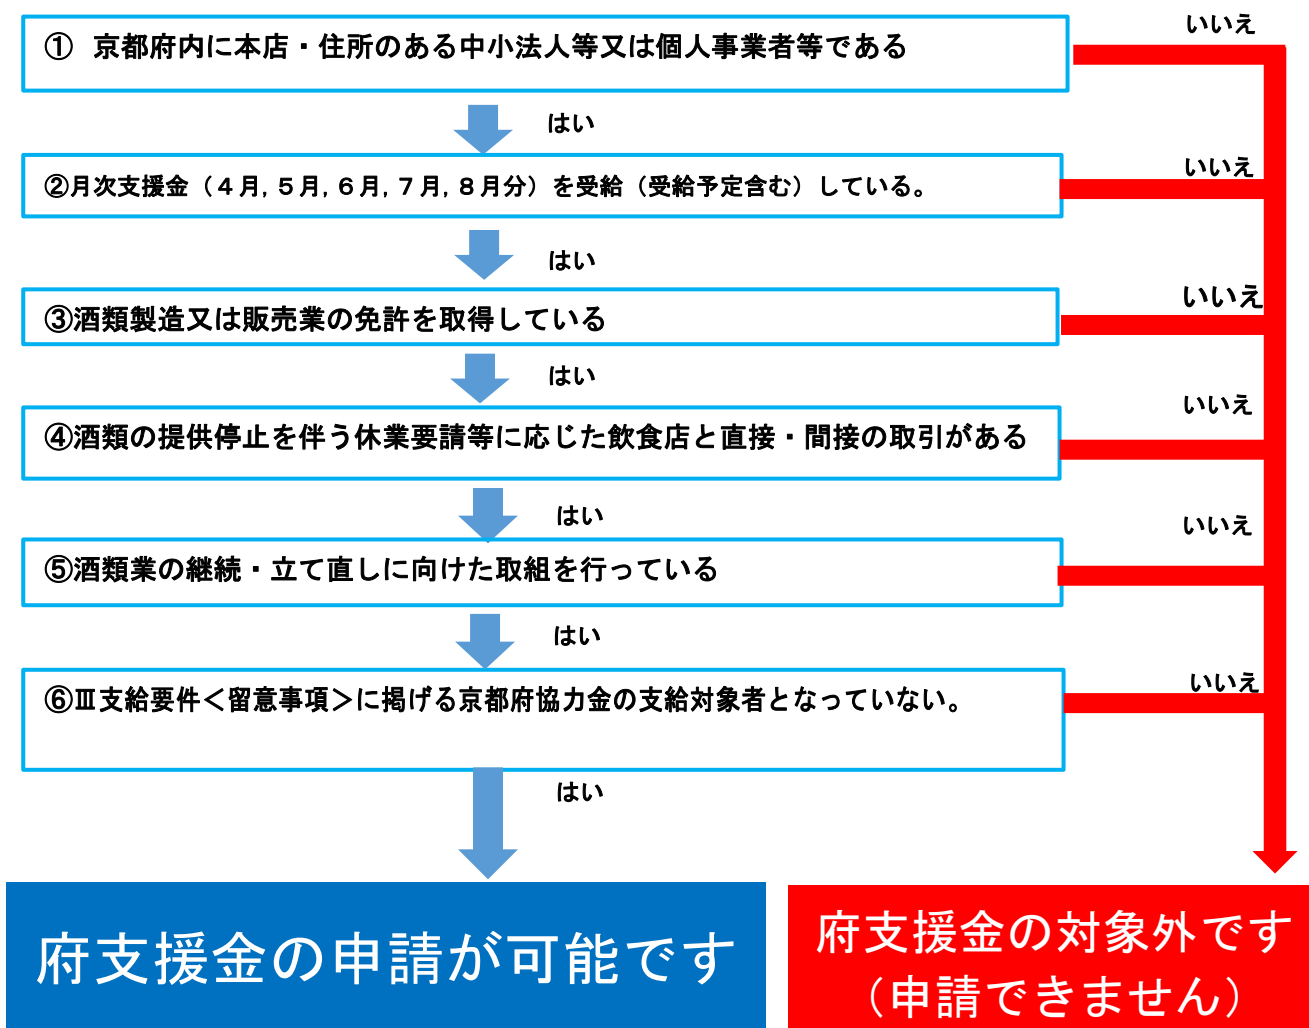 いいえ
① 京都府内に本店・住所のある中小法人等又は個人事業者等である
はい
いいえ
②月次支援金（４月,５月,６月,７月,８月分）を受給（受給予定含む）している。
はい
いいえ
③酒類製造又は販売業の免許を取得している
はい
いいえ
④酒類の提供停止を伴う休業要請等に応じた飲食店と直接・間接の取引がある
はい
いいえ
⑤酒類業の継続・立て直しに向けた取組を行っている
はい
いいえ
⑥Ⅲ支給要件＜留意事項＞に掲げる京都府協力金の支給対象者となっていない。
はい
府支援金の申請が可能です
府支援金の対象外です
（申請できません）